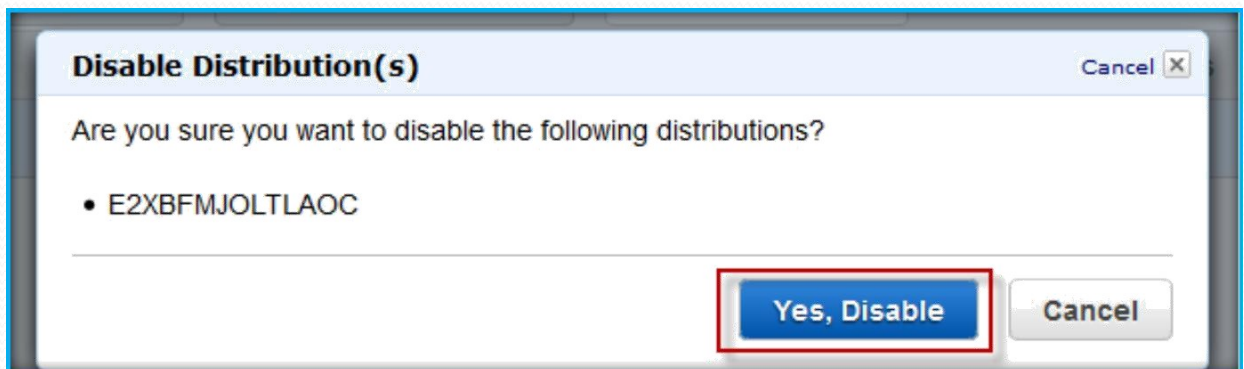 Disable Distribution(s)
Cancel
Are you sure you want to disable the following distributions?
• E2XBFMJOLTLAOC
Yes, Disable
Cancel